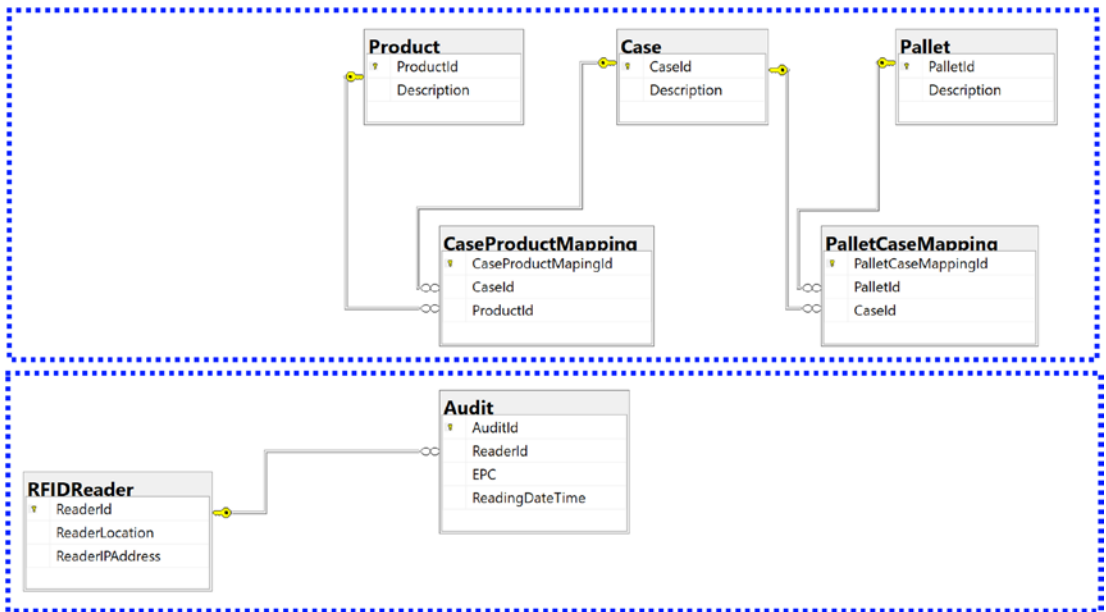 Product
ProductId
Description
Case
CaseId
Description
Pallet
PalletId
Description
CaseProductMapping
CaseProductMapingId
CaseId
ProductId
PalletCaseMapping
PalletCaseMappingId
PalletId
CaseId
Audit
AuditId
ReaderId
EPC
ReadingDateTime
RFIDReader
ReaderId
ReaderLocation
ReaderIPAddress